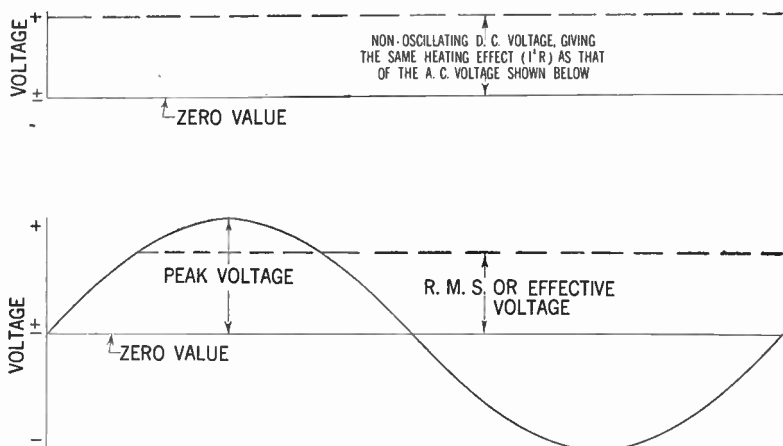 +
NON-OSCILLATING D. C. VOLTAGE, GIVING
THE SAME HEATING EFFECT (I²R) AS THAT
OF THE A. C. VOLTAGE SHOWN BELOW
VOLTAGE
±
ZERO VALUE
-
+
PEAK VOLTAGE
R. M. S. OR EFFECTIVE
VOLTAGE
VOLTAGE
±
ZERO VALUE
−